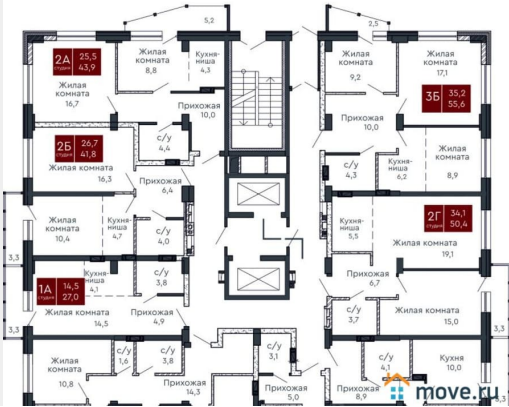 5,2
2,5
2А студия 25,5 43,9
Жилая комната 16,7
Жилая комната 8,8
Кухня-ниша 4,3
Прихожая 10,0
с/у 4,4
Жилая комната 9,2
Жилая комната 17,1
3Б студия 35,2 55,6
Прихожая 10,0
с/у 4,3
Кухня-ниша 6,2
Жилая комната 8,9
2Б студия 26,7 41,8
Жилая комната 16,3
Прихожая 6,4
Жилая комната 10,4
Кухня-ниша 4,7
с/у 4,0
Кухня-ниша 5,5
2Г студия 34,1 50,4
Жилая комната 19,1
3,3
3,3
1А студия 14,5 27,0
Кухня-ниша 4,1
с/у 3,8
Жилая комната 14,5
Прихожая 4,9
Прихожая 6,7
с/у 3,7
Жилая комната 15,0
3,3
3,3
Жилая комната 10,8
с/у 1,6
с/у 3,8
Прихожая 14,3
с/у 3,1
5,0
с/у 4,1
Прихожая 8,9
Кухня 10,0
3,3
move.ru